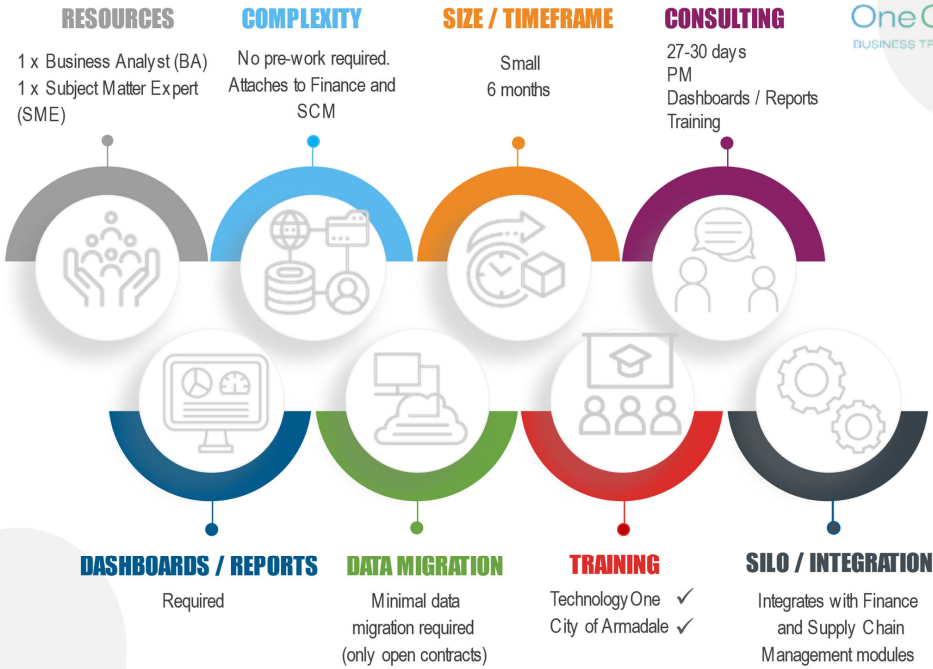 RESOURCES
1 x Business Analyst (BA)
1 x Subject Matter Expert
(SME)
COMPLEXITY
No pre-work required.
Attaches to Finance and
SCM
SIZE / TIMEFRAME
Small
6 months
CONSULTING
27-30 days
PM
Dashboards / Reports
Training
One
BUSINESS
DASHBOARDS / REPORTS
Required
DATA MIGRATION
Minimal data
migration required
(only open contracts)
TRAINING
Technology One ✓
City of Armadale ✓
SILO / INTEGRATION
Integrates with Finance
and Supply Chain
Management modules